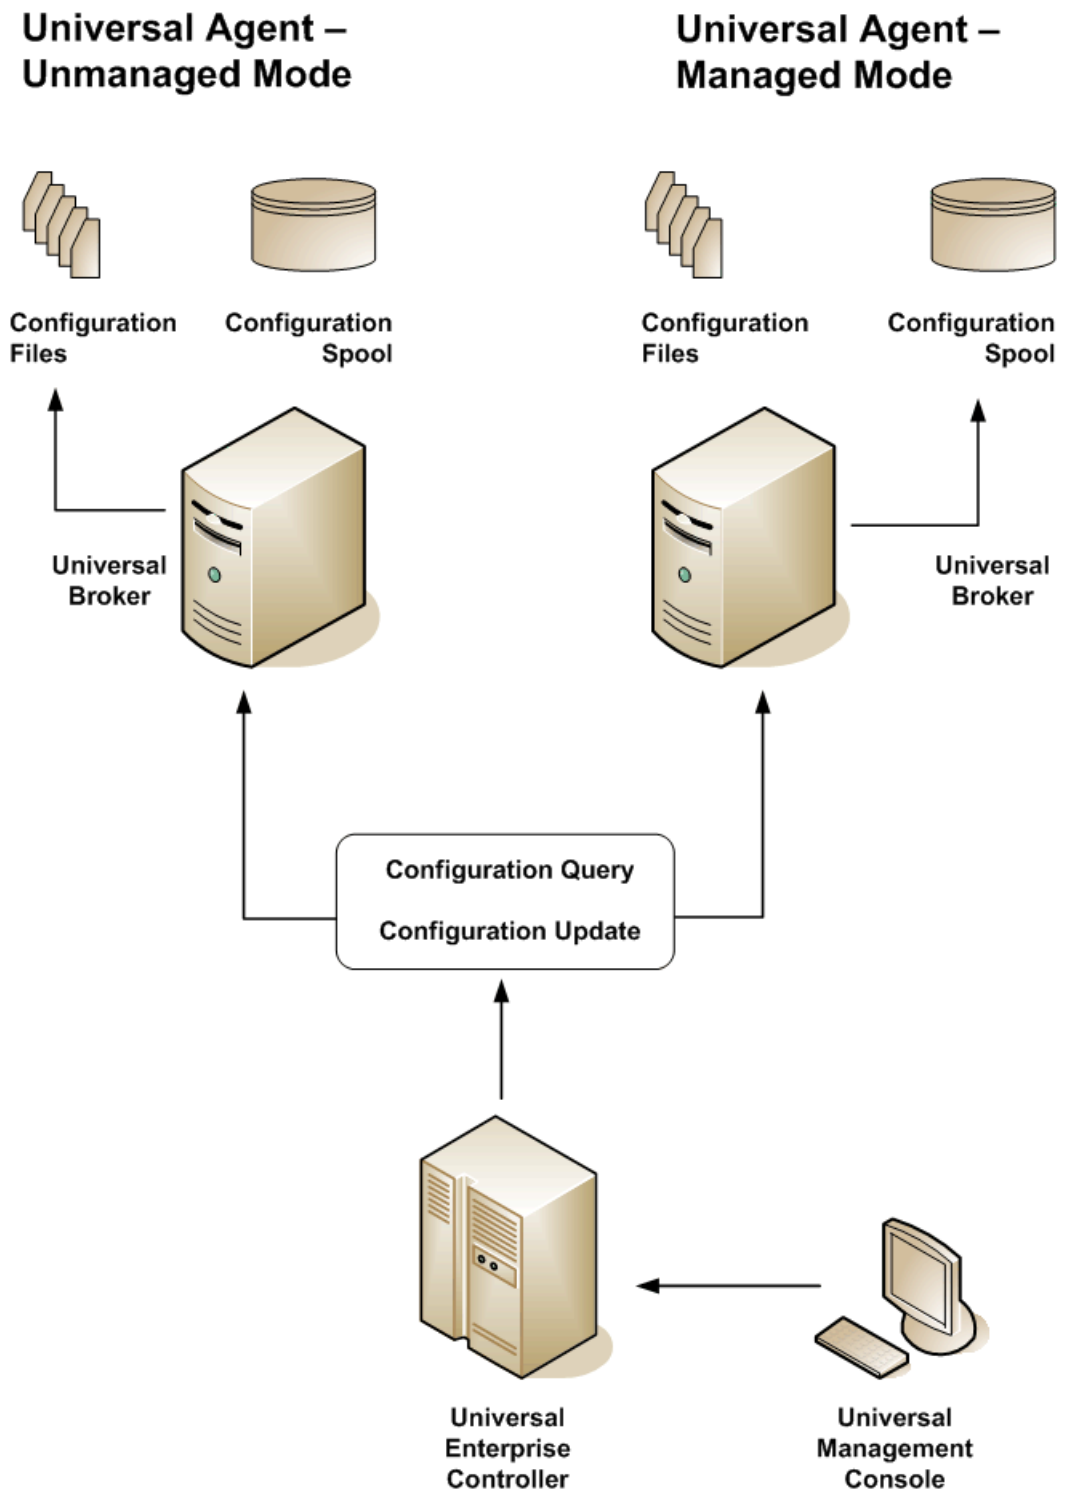 Universal Agent –
Unmanaged Mode
Universal Agent –
Managed Mode
Configuration
Files
Configuration
Spool
Configuration
Files
Configuration
Spool
Universal
Broker
Universal
Broker
Configuration Query
Configuration Update
Universal
Enterprise
Controller
Universal
Management
Console